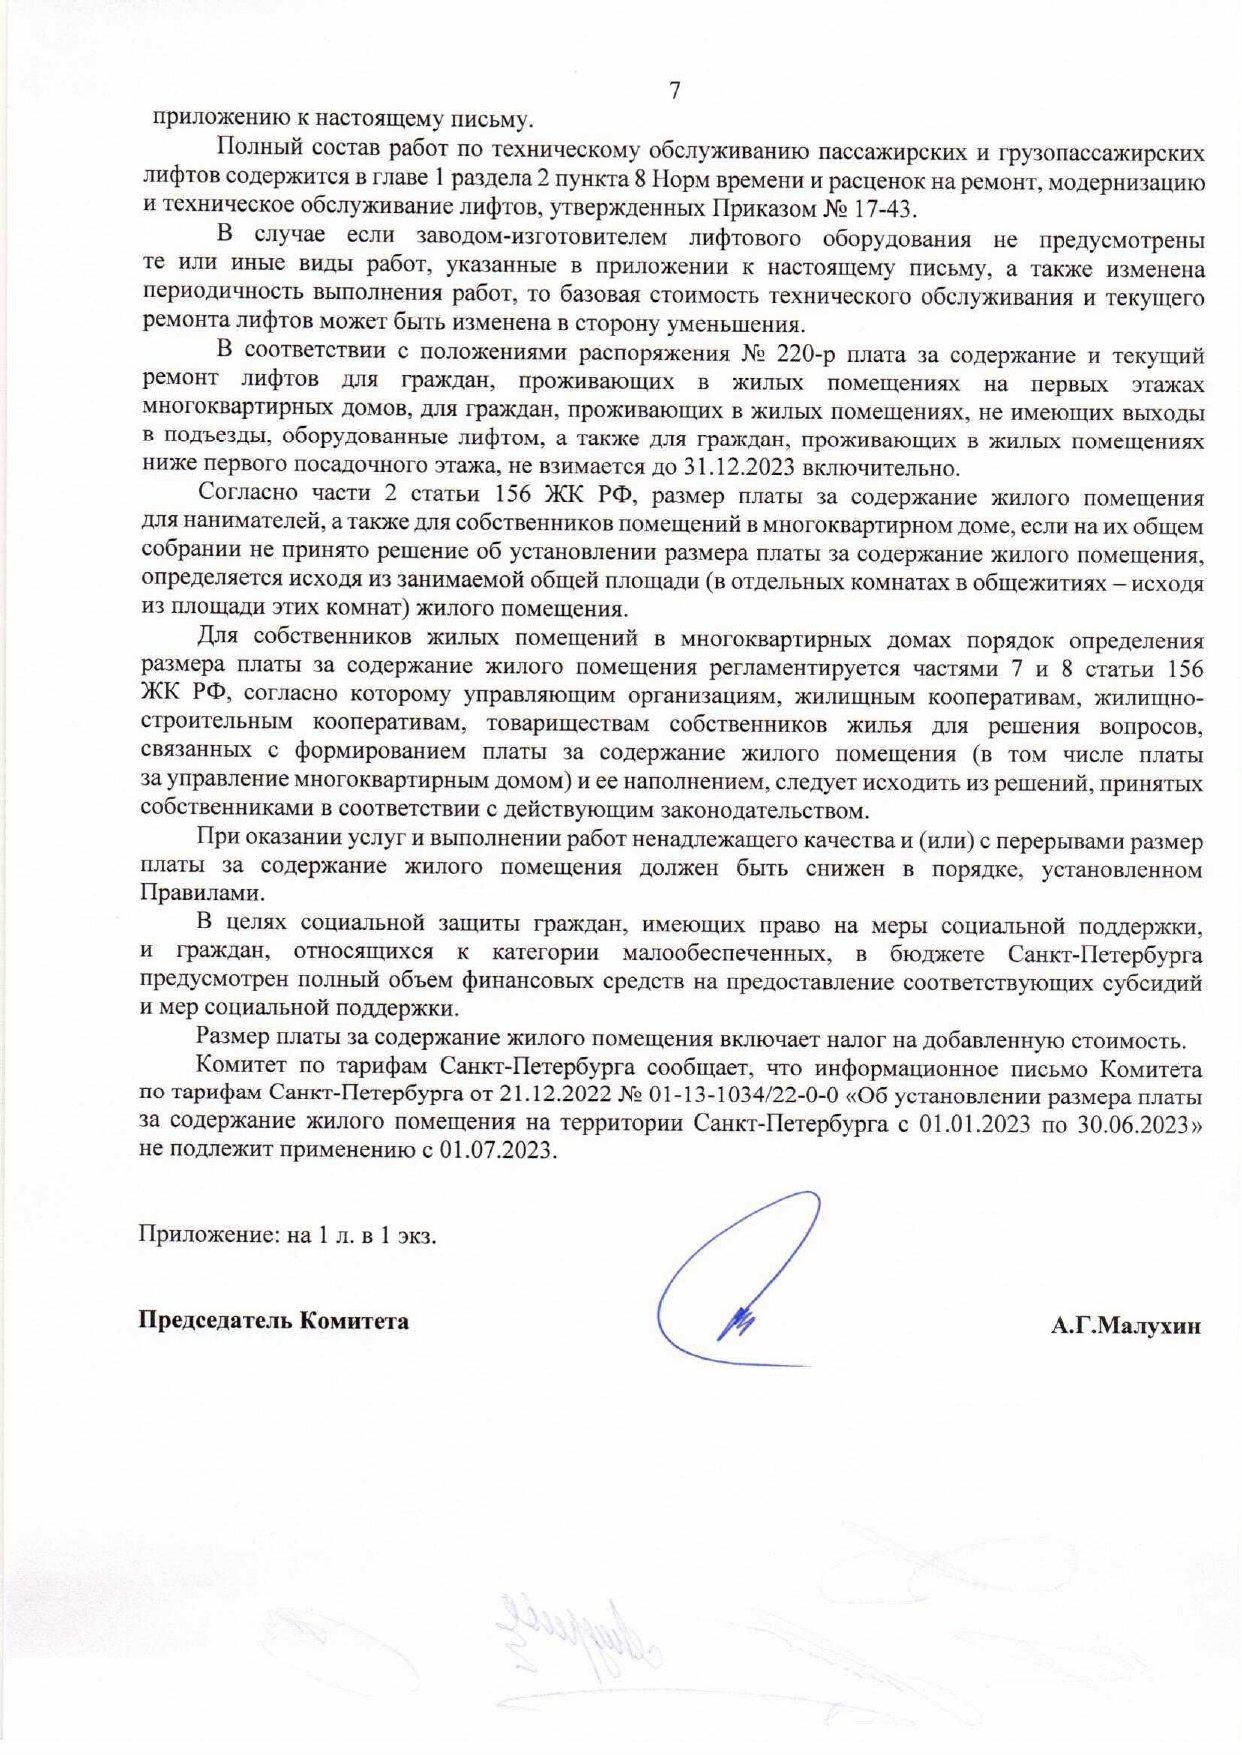 7
приложению к настоящему письму.
Полный состав работ по техническому обслуживанию пассажирских и грузопассажирских
лифтов содержится в главе 1 раздела 2 пункта 8 Норм времени и расценок на ремонт, модернизацию
и техническое обслуживание лифтов, утвержденных Приказом № 17-43.
В случае если заводом-изготовителем лифтового оборудования не предусмотрены
те или иные виды работ, указанные в приложении к настоящему письму, а также изменена
периодичность выполнения работ, то базовая стоимость технического обслуживания и текущего
ремонта лифтов может быть изменена в сторону уменьшения.
В соответствии с положениями распоряжения № 220-р плата за содержание и текущий
ремонт лифтов для граждан, проживающих в жилых помещениях на первых этажах
многоквартирных домов, для граждан, проживающих в жилых помещениях, не имеющих выходы
в подъезды, оборудованные лифтом, а также для граждан, проживающих в жилых помещениях
ниже первого посадочного этажа, не взимается до 31.12.2023 включительно.
Согласно части 2 статьи 156 ЖК РФ, размер платы за содержание жилого помещения
для нанимателей, а также для собственников помещений в многоквартирном доме, если на их общем
собрании не принято решение об установлении размера платы за содержание жилого помещения,
определяется исходя из занимаемой общей площади (в отдельных комнатах в общежитиях – исходя
из площади этих комнат) жилого помещения.
Для собственников жилых помещений в многоквартирных домах порядок определения
размера платы за содержание жилого помещения регламентируется частями 7 и 8 статьи 156
ЖК РФ, согласно которому управляющим организациям, жилищным кооперативам, жилищно-
строительным кооперативам, товариществам собственников жилья для решения вопросов,
связанных с формированием платы за содержание жилого помещения (в том числе платы
за управление многоквартирным домом) и ее наполнением, следует исходить из решений, принятых
собственниками в соответствии с действующим законодательством.
При оказании услуг и выполнении работ ненадлежащего качества и (или) с перерывами размер
платы за содержание жилого помещения должен быть снижен в порядке, установленном
Правилами.
В целях социальной защиты граждан, имеющих право на меры социальной поддержки,
и граждан, относящихся к категории малообеспеченных, в бюджете Санкт-Петербурга
предусмотрен полный объем финансовых средств на предоставление соответствующих субсидий
и мер социальной поддержки.
Размер платы за содержание жилого помещения включает налог на добавленную стоимость.
Комитет по тарифам Санкт-Петербурга сообщает, что информационное письмо Комитета
по тарифам Санкт-Петербурга от 21.12.2022 № 01-13-1034/22-0-0 «Об установлении размера платы
за содержание жилого помещения на территории Санкт-Петербурга с 01.01.2023 по 30.06.2023»
не подлежит применению с 01.07.2023.
Приложение: на 1 л. в 1 экз.
Председатель Комитета
А.Г.Малухин